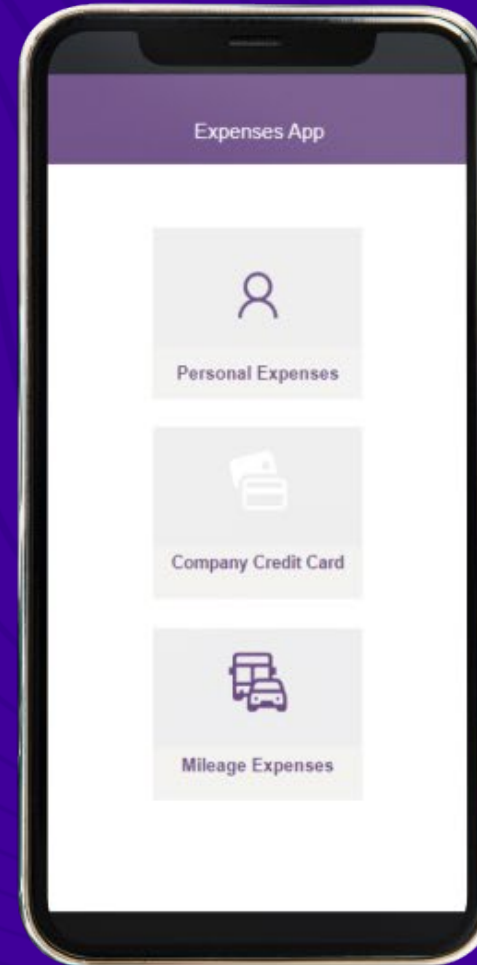 Expenses App
Personal Expenses
Company Credit Card
Mileage Expenses